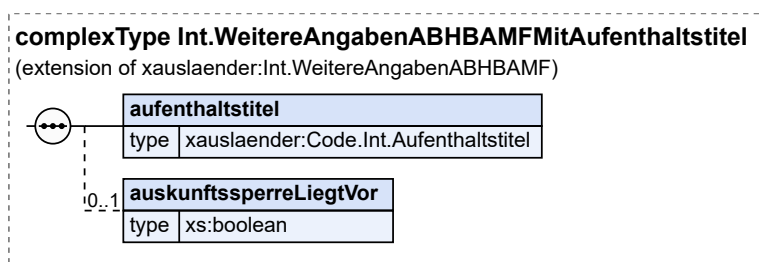 complexType Int.WeitereAngabenABHBAMFMitAufenthaltstitel
(extension of xauslaender:Int.WeitereAngabenABHBAMF)
aufenthaltstitel
type xauslaender:Code.Int.Aufenthaltstitel
0..1 auskunftssperreLiegtVor
type xs:boolean